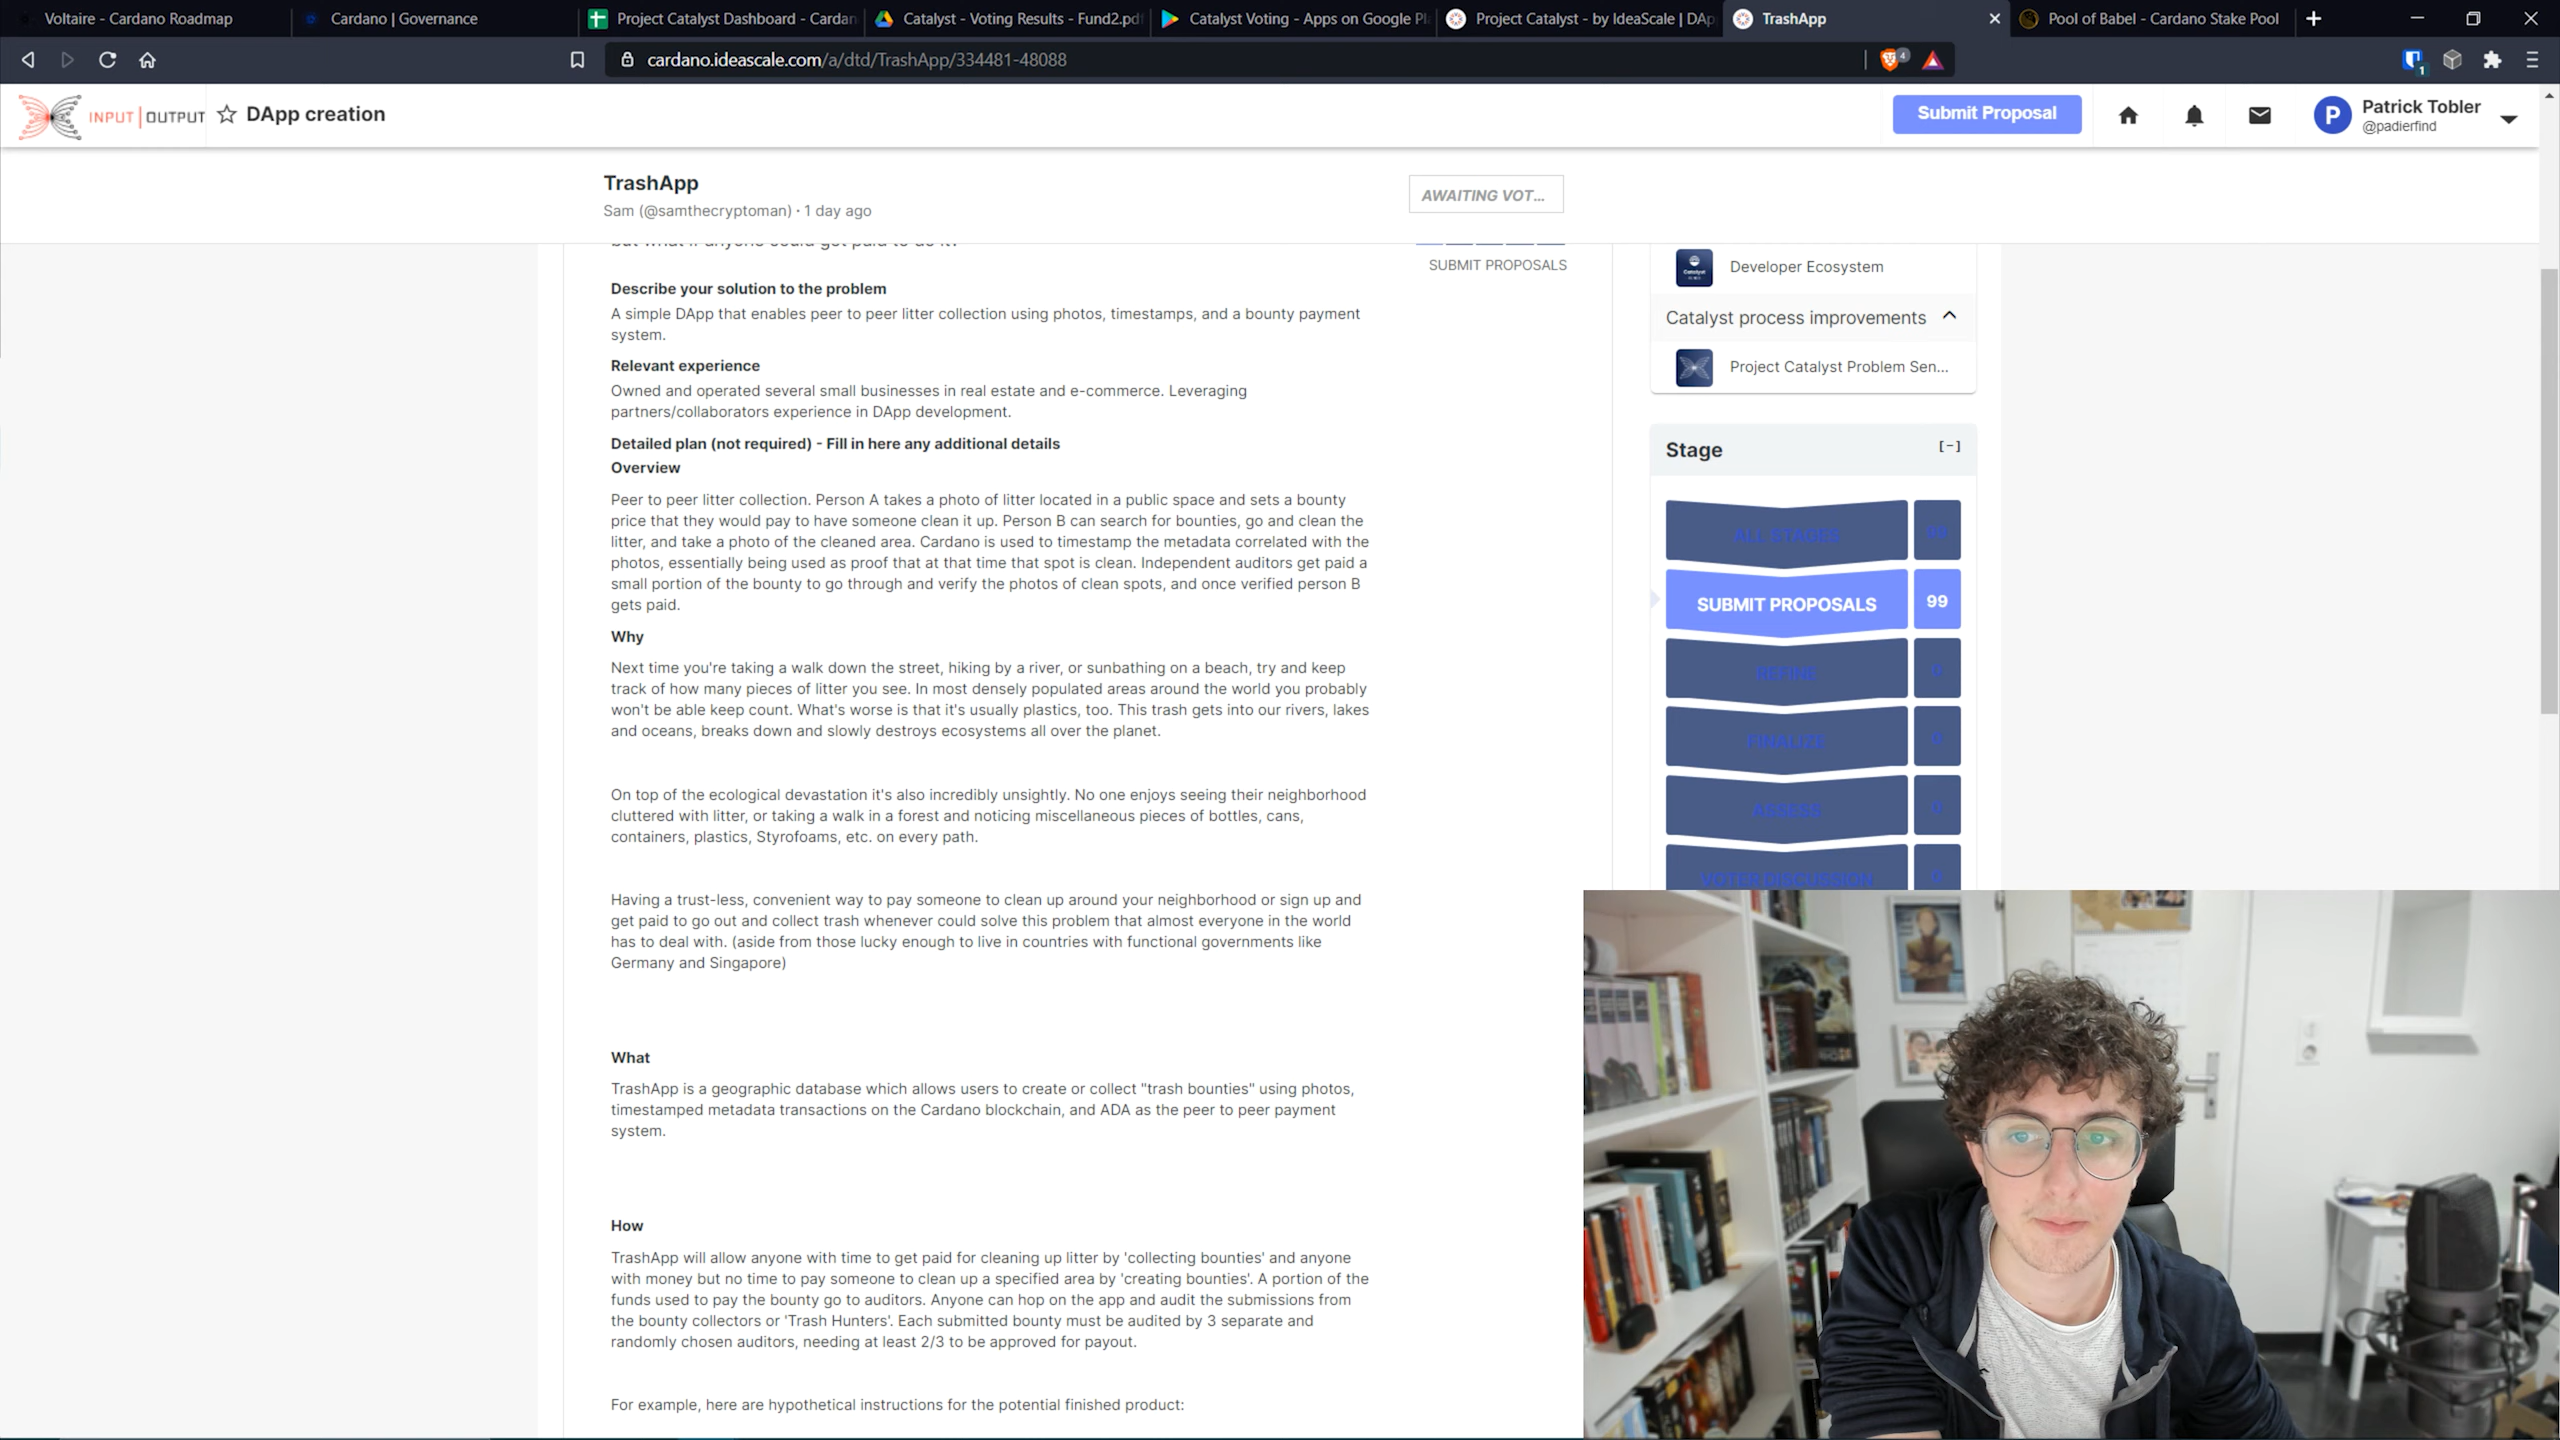 Voltaire - Cardano Roadmap
Cardano | Governance
Project Catalyst Dashboard - Cardan
Catalyst - Voting Results - Fund2.pdf
Catalyst Voting - Apps on Google Pl
Project Catalyst - by IdeaScale | DAp
TrashApp
Pool of Babel - Cardano Stake Pool
cardano.ideascale.com/a/dtd/TrashApp/334481-48088
4
1
INPUT | OUTPUT
DApp creation
Submit Proposal
P
Patrick Tobler
@padierfind
TrashApp
Sam (@samthecryptoman) · 1 day ago
AWAITING VOT...
but what if anyone could get paid to do it?
SUBMIT PROPOSALS
Describe your solution to the problem
A simple DApp that enables peer to peer litter collection using photos, timestamps, and a bounty payment
system.
Relevant experience
Owned and operated several small businesses in real estate and e-commerce. Leveraging
partners/collaborators experience in DApp development.
Detailed plan (not required) - Fill in here any additional details
Overview
Peer to peer litter collection. Person A takes a photo of litter located in a public space and sets a bounty
price that they would pay to have someone clean it up. Person B can search for bounties, go and clean the
litter, and take a photo of the cleaned area. Cardano is used to timestamp the metadata correlated with the
photos, essentially being used as proof that at that time that spot is clean. Independent auditors get paid a
small portion of the bounty to go through and verify the photos of clean spots, and once verified person B
gets paid.
Why
Next time you're taking a walk down the street, hiking by a river, or sunbathing on a beach, try and keep
track of how many pieces of litter you see. In most densely populated areas around the world you probably
won't be able keep count. What's worse is that it's usually plastics, too. This trash gets into our rivers, lakes
and oceans, breaks down and slowly destroys ecosystems all over the planet.
On top of the ecological devastation it's also incredibly unsightly. No one enjoys seeing their neighborhood
cluttered with litter, or taking a walk in a forest and noticing miscellaneous pieces of bottles, cans,
containers, plastics, Styrofoams, etc. on every path.
Having a trust-less, convenient way to pay someone to clean up around your neighborhood or sign up and
get paid to go out and collect trash whenever could solve this problem that almost everyone in the world
has to deal with. (aside from those lucky enough to live in countries with functional governments like
Germany and Singapore)
What
TrashApp is a geographic database which allows users to create or collect "trash bounties" using photos,
timestamped metadata transactions on the Cardano blockchain, and ADA as the peer to peer payment
system.
How
TrashApp will allow anyone with time to get paid for cleaning up litter by 'collecting bounties' and anyone
with money but no time to pay someone to clean up a specified area by 'creating bounties'. A portion of the
funds used to pay the bounty go to auditors. Anyone can hop on the app and audit the submissions from
the bounty collectors or 'Trash Hunters'. Each submitted bounty must be audited by 3 separate and
randomly chosen auditors, needing at least 2/3 to be approved for payout.
For example, here are hypothetical instructions for the potential finished product:
Developer Ecosystem
Catalyst process improvements
Project Catalyst Problem Sen...
Stage
[-]
ALL STAGES 99
SUBMIT PROPOSALS 99
REFINE 0
FINALIZE 0
ASSESS 0
VOTER DISCUSSION 0